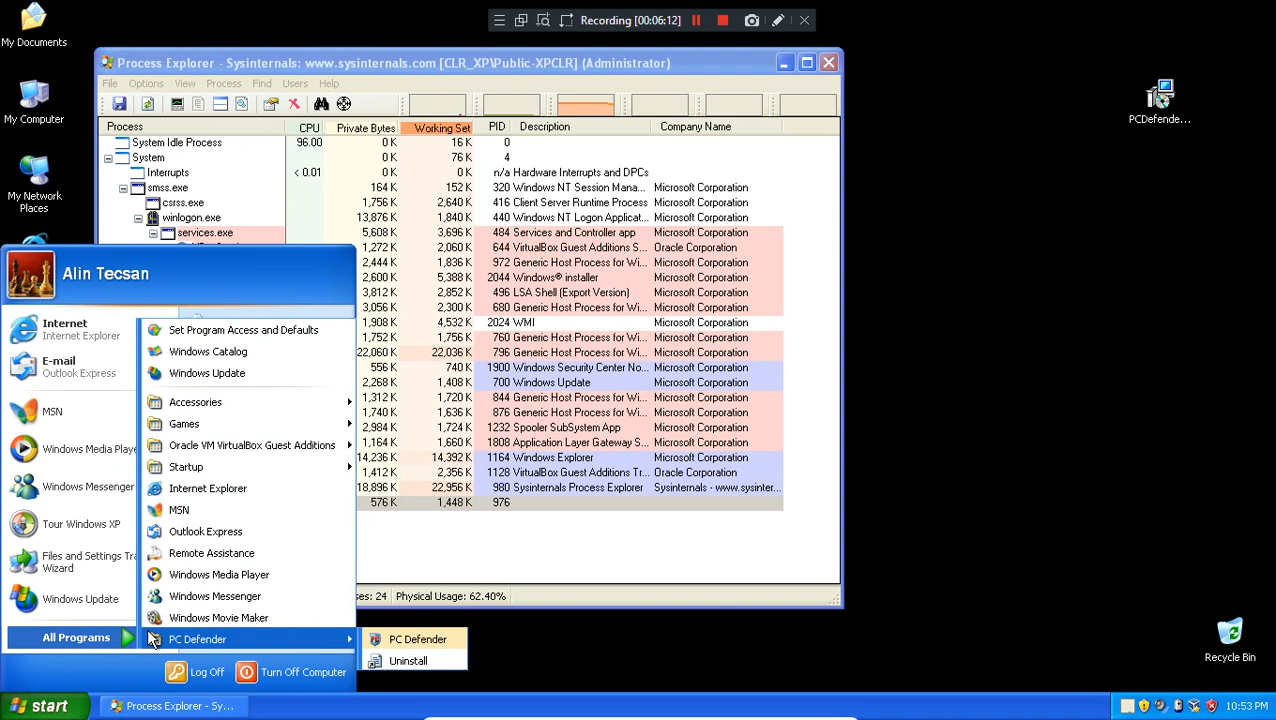 My Documents
My Computer
My Network
Places
Recording [00:06:12]
PCDefende...
Recycle Bin
Process Explorer - Sysinternals: www.sysinternals.com [CLR_XP\Public-XPCLR] (Administrator)
File Options View Process Find Users Help
Process CPU Private Bytes Working Set PID Description Company Name
System Idle Process 96.00 0 K 16 K 0
System 0 K 76 K 4
Interrupts < 0.01 0 K 0 K n/a Hardware Interrupts and DPCs
smss.exe 164 K 152 K 320 Windows NT Session Mana... Microsoft Corporation
csrss.exe 1,756 K 2,640 K 416 Client Server Runtime Process Microsoft Corporation
winlogon.exe 13,876 K 1,840 K 440 Windows NT Logon Applicat... Microsoft Corporation
services.exe 5,608 K 3,696 K 484 Services and Controller app Microsoft Corporation
1,272 K 2,060 K 644 VirtualBox Guest Additions S... Oracle Corporation
2,444 K 1,836 K 972 Generic Host Process for Wi... Microsoft Corporation
2,600 K 5,388 K 2044 Windows® installer Microsoft Corporation
3,812 K 2,852 K 496 LSA Shell (Export Version) Microsoft Corporation
3,056 K 2,300 K 680 Generic Host Process for Wi... Microsoft Corporation
1,908 K 4,532 K 2024 WMI Microsoft Corporation
1,752 K 1,756 K 760 Generic Host Process for Wi... Microsoft Corporation
22,060 K 22,036 K 796 Generic Host Process for Wi... Microsoft Corporation
556 K 740 K 1900 Windows Security Center No... Microsoft Corporation
2,268 K 1,408 K 700 Windows Update Microsoft Corporation
1,312 K 1,720 K 844 Generic Host Process for Wi... Microsoft Corporation
1,740 K 1,636 K 876 Generic Host Process for Wi... Microsoft Corporation
2,424 K 1,724 K 1232 Spooler SubSystem App Microsoft Corporation
1,164 K 1,660 K 1808 Application Layer Gateway S... Microsoft Corporation
14,236 K 14,392 K 1164 Windows Explorer Microsoft Corporation
1,412 K 2,356 K 1128 VirtualBox Guest Additions Tr... Oracle Corporation
18,896 K 22,956 K 980 Sysinternals Process Explorer Sysinternals - www.sysinter...
576 K 1,448 K 976
ses: 24 Physical Usage: 62.40%
Alin Tecsan
Internet
Internet Explorer
E-mail
Outlook Express
MSN
Windows Media Playe
Windows Messenger
Tour Windows XP
Files and Settings Tra
Wizard
Windows Update
All Programs
Set Program Access and Defaults
Windows Catalog
Windows Update
Accessories
Games
Oracle VM VirtualBox Guest Additions
Startup
Internet Explorer
MSN
Outlook Express
Remote Assistance
Windows Media Player
Windows Messenger
Windows Movie Maker
PC Defender
PC Defender
Uninstall
Log Off Turn Off Computer
start Process Explorer - Sy... 10:53 PM